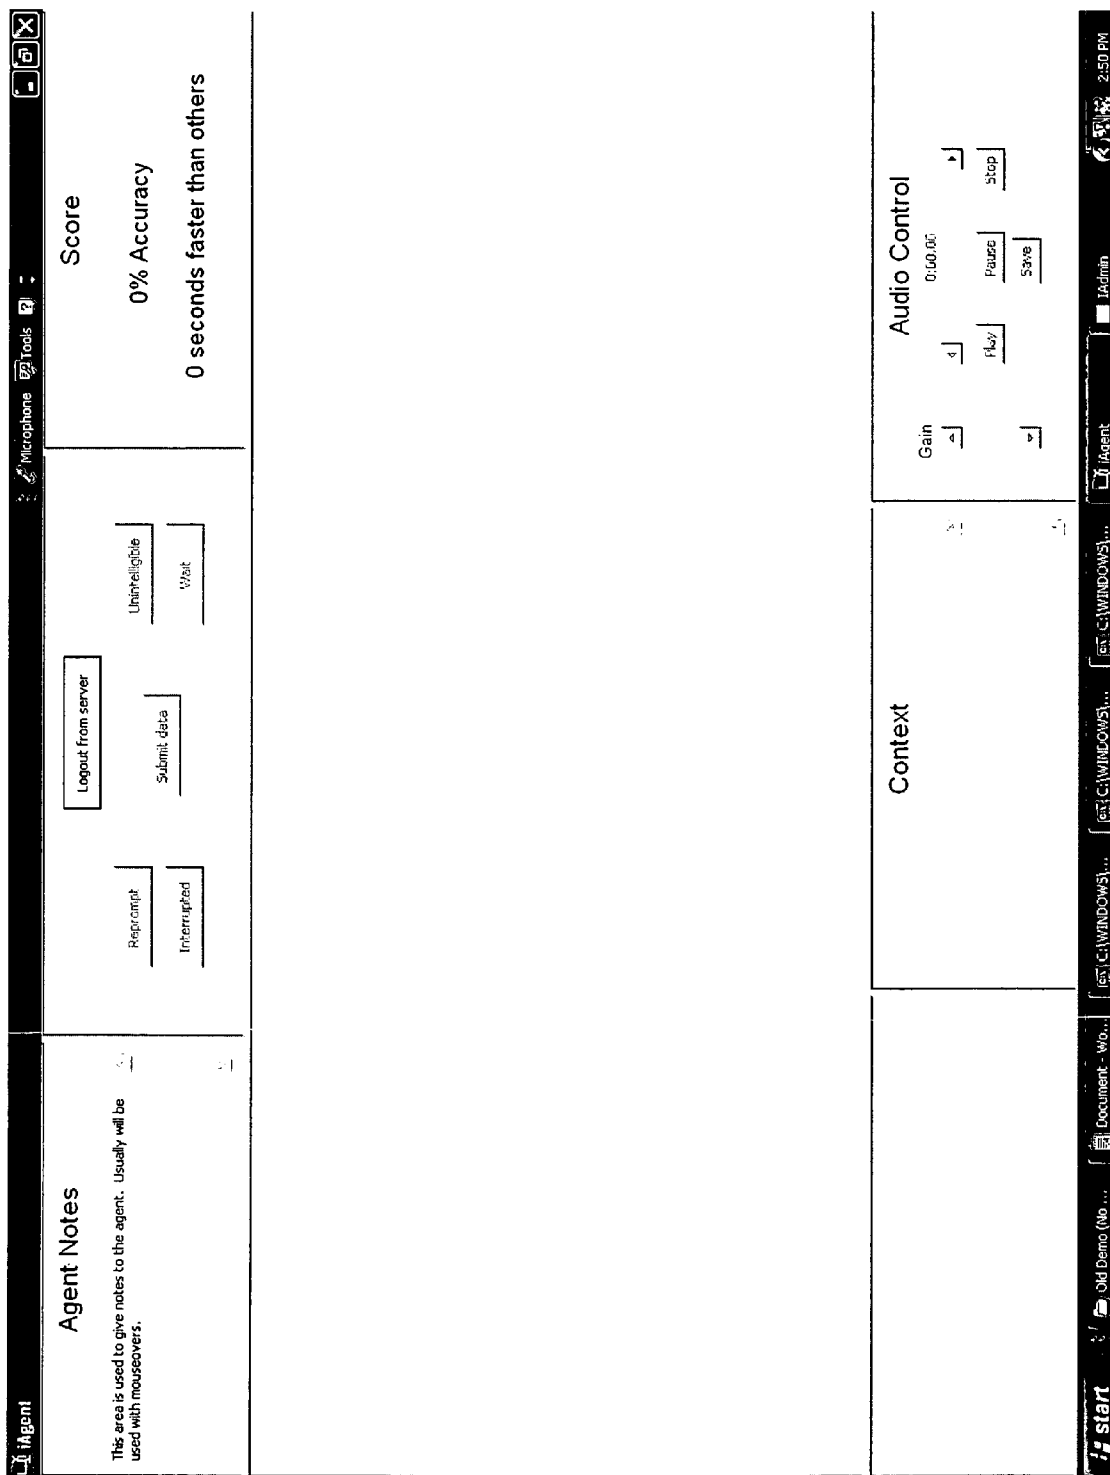 iAgent
Microphone Tools
Agent Notes
This area is used to give notes to the agent. Usually will be
used with mouseovers.
Logout from server
Reprompt
Unintelligible
Submit data
Interrupted
Wait
Score
0% Accuracy
0 seconds faster than others
Context
Audio Control
Gain
0:00.00
Play
Pause
Stop
Save
start
Old Demo (No ...
Document - Wo...
C:\WINDOWS\...
C:\WINDOWS\...
C:\WINDOWS\...
iAgent
IAdmin
2:50 PM